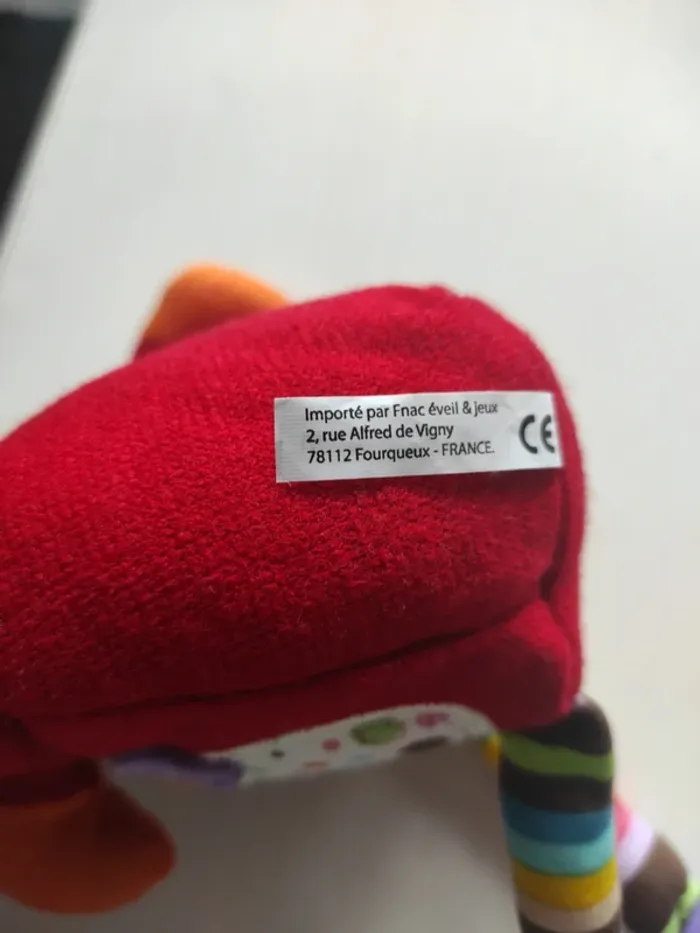 Importé par Fnac éveil & Jeux
2, rue Alfred de Vigny
78112 Fourqueux - FRANCE.
CE